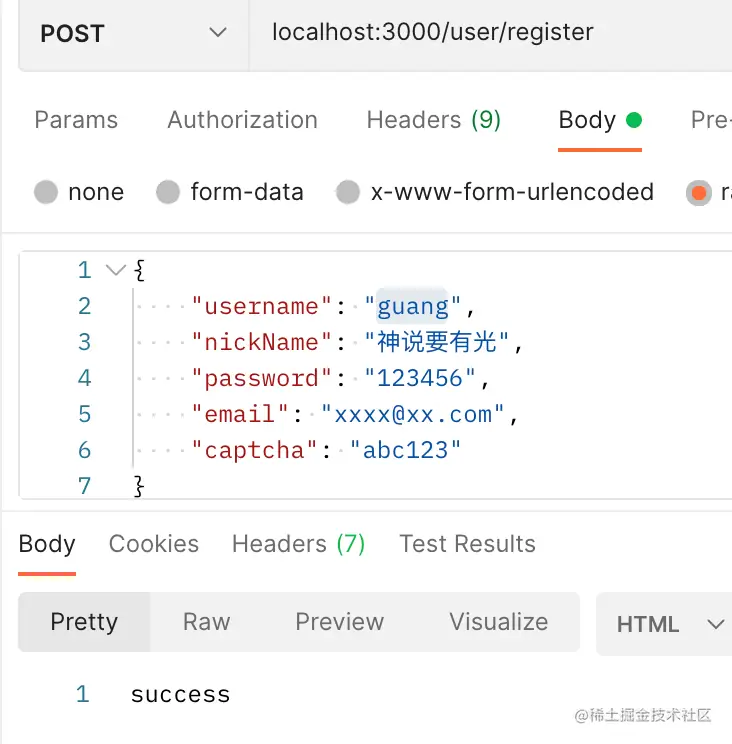 POST localhost:3000/user/register
Params Authorization Headers (9) Body Pre-
none form-data x-www-form-urlencoded r
1 {
2 "username": "guang",
3 "nickName": "神说要有光",
4 "password": "123456",
5 "email": "xxxx@xx.com",
6 "captcha": "abc123"
7 }
Body Cookies Headers (7) Test Results
Pretty Raw Preview Visualize HTML
1 success
@稀土掘金技术社区